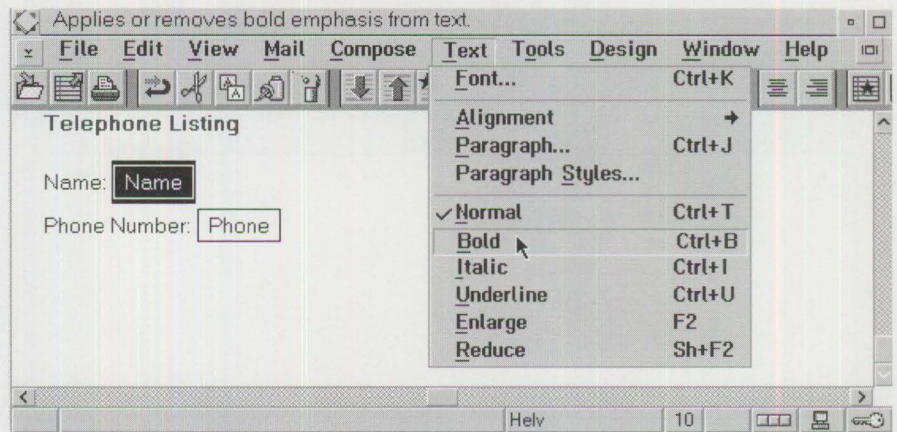 Applies or removes bold emphasis from text.
File Edit View Mail Compose Text Tools Design Window Help
Telephone Listing
Name: Name
Phone Number: Phone
Font... Ctrl+K
Alignment
Paragraph... Ctrl+J
Paragraph Styles...
Normal Ctrl+T
Bold Ctrl+B
Italic Ctrl+I
Underline Ctrl+U
Enlarge F2
Reduce Sh+F2
Helv 10